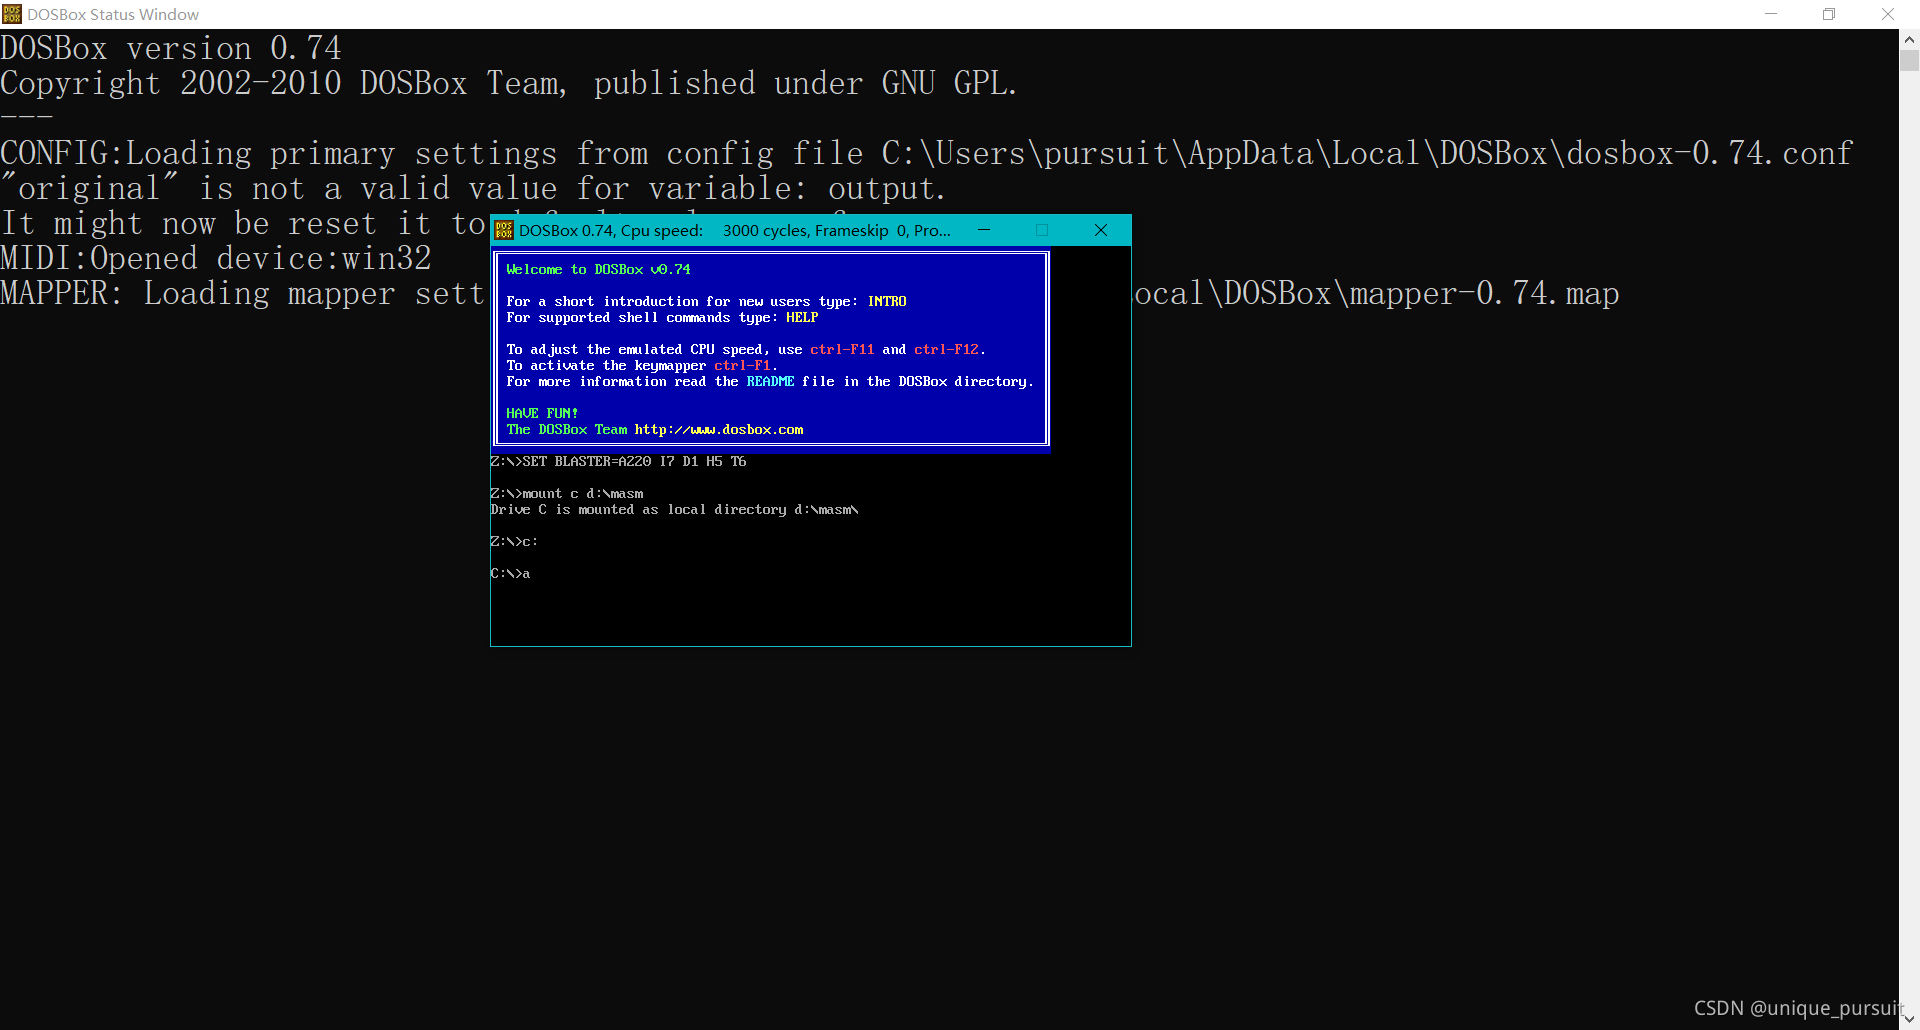 DOSBox Status Window
DOSBox version 0.74
Copyright 2002-2010 DOSBox Team, published under GNU GPL.
---
CONFIG:Loading primary settings from config file C:\Users\pursuit\AppData\Local\DOSBox\dosbox-0.74.conf
"original" is not a valid value for variable: output.
It might now be reset it to
MIDI:Opened device:win32
MAPPER: Loading mapper sett ocal\DOSBox\mapper-0.74.map
DOSBox 0.74, Cpu speed: 3000 cycles, Frameskip 0, Pro...
Welcome to DOSBox v0.74
For a short introduction for new users type: INTRO
For supported shell commands type: HELP
To adjust the emulated CPU speed, use ctrl-F11 and ctrl-F12.
To activate the keymapper ctrl-F1.
For more information read the README file in the DOSBox directory.
HAVE FUN!
The DOSBox Team http://www.dosbox.com
Z:\>SET BLASTER=A220 I7 D1 H5 T6
Z:\>mount c d:\masm
Drive C is mounted as local directory d:\masm\
Z:\>c:
C:\>a
CSDN @unique_pursuit